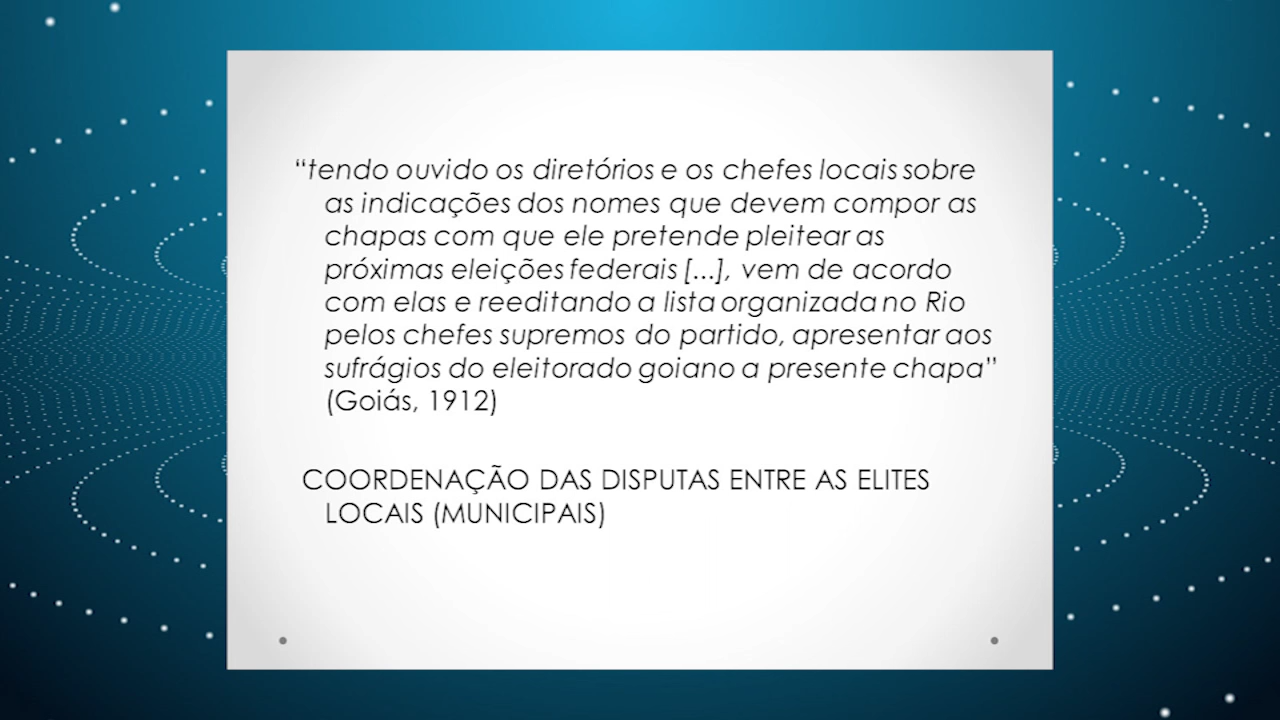 “tendo ouvido os diretórios e os chefes locais sobre
as indicações dos nomes que devem compor as
chapas com que ele pretende pleitear as
próximas eleições federais [...], vem de acordo
com elas e reeditando a lista organizada no Rio
pelos chefes supremos do partido, apresentar aos
sufrágios do eleitorado goiano a presente chapa”
(Goiás, 1912)
COORDENAÇÃO DAS DISPUTAS ENTRE AS ELITES
LOCAIS (MUNICIPAIS)